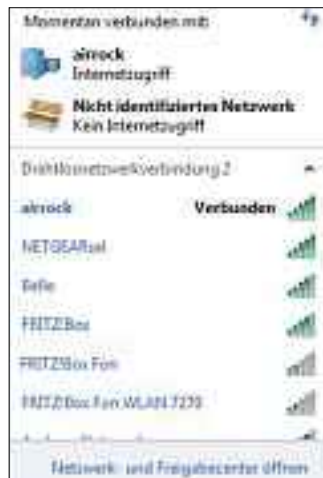 Momentan verbunden mit:
airrock
Internetzugriff
Nicht identifiziertes Netzwerk
Kein Internetzugriff
Drahtlosnetzwerkverbindung 2
airrock Verbunden
Belle
FRITZ!Box
FRITZ!Box Fon
FRITZ!Box Fon WLAN 7270
Netzwerk- und Freigabecenter öffnen